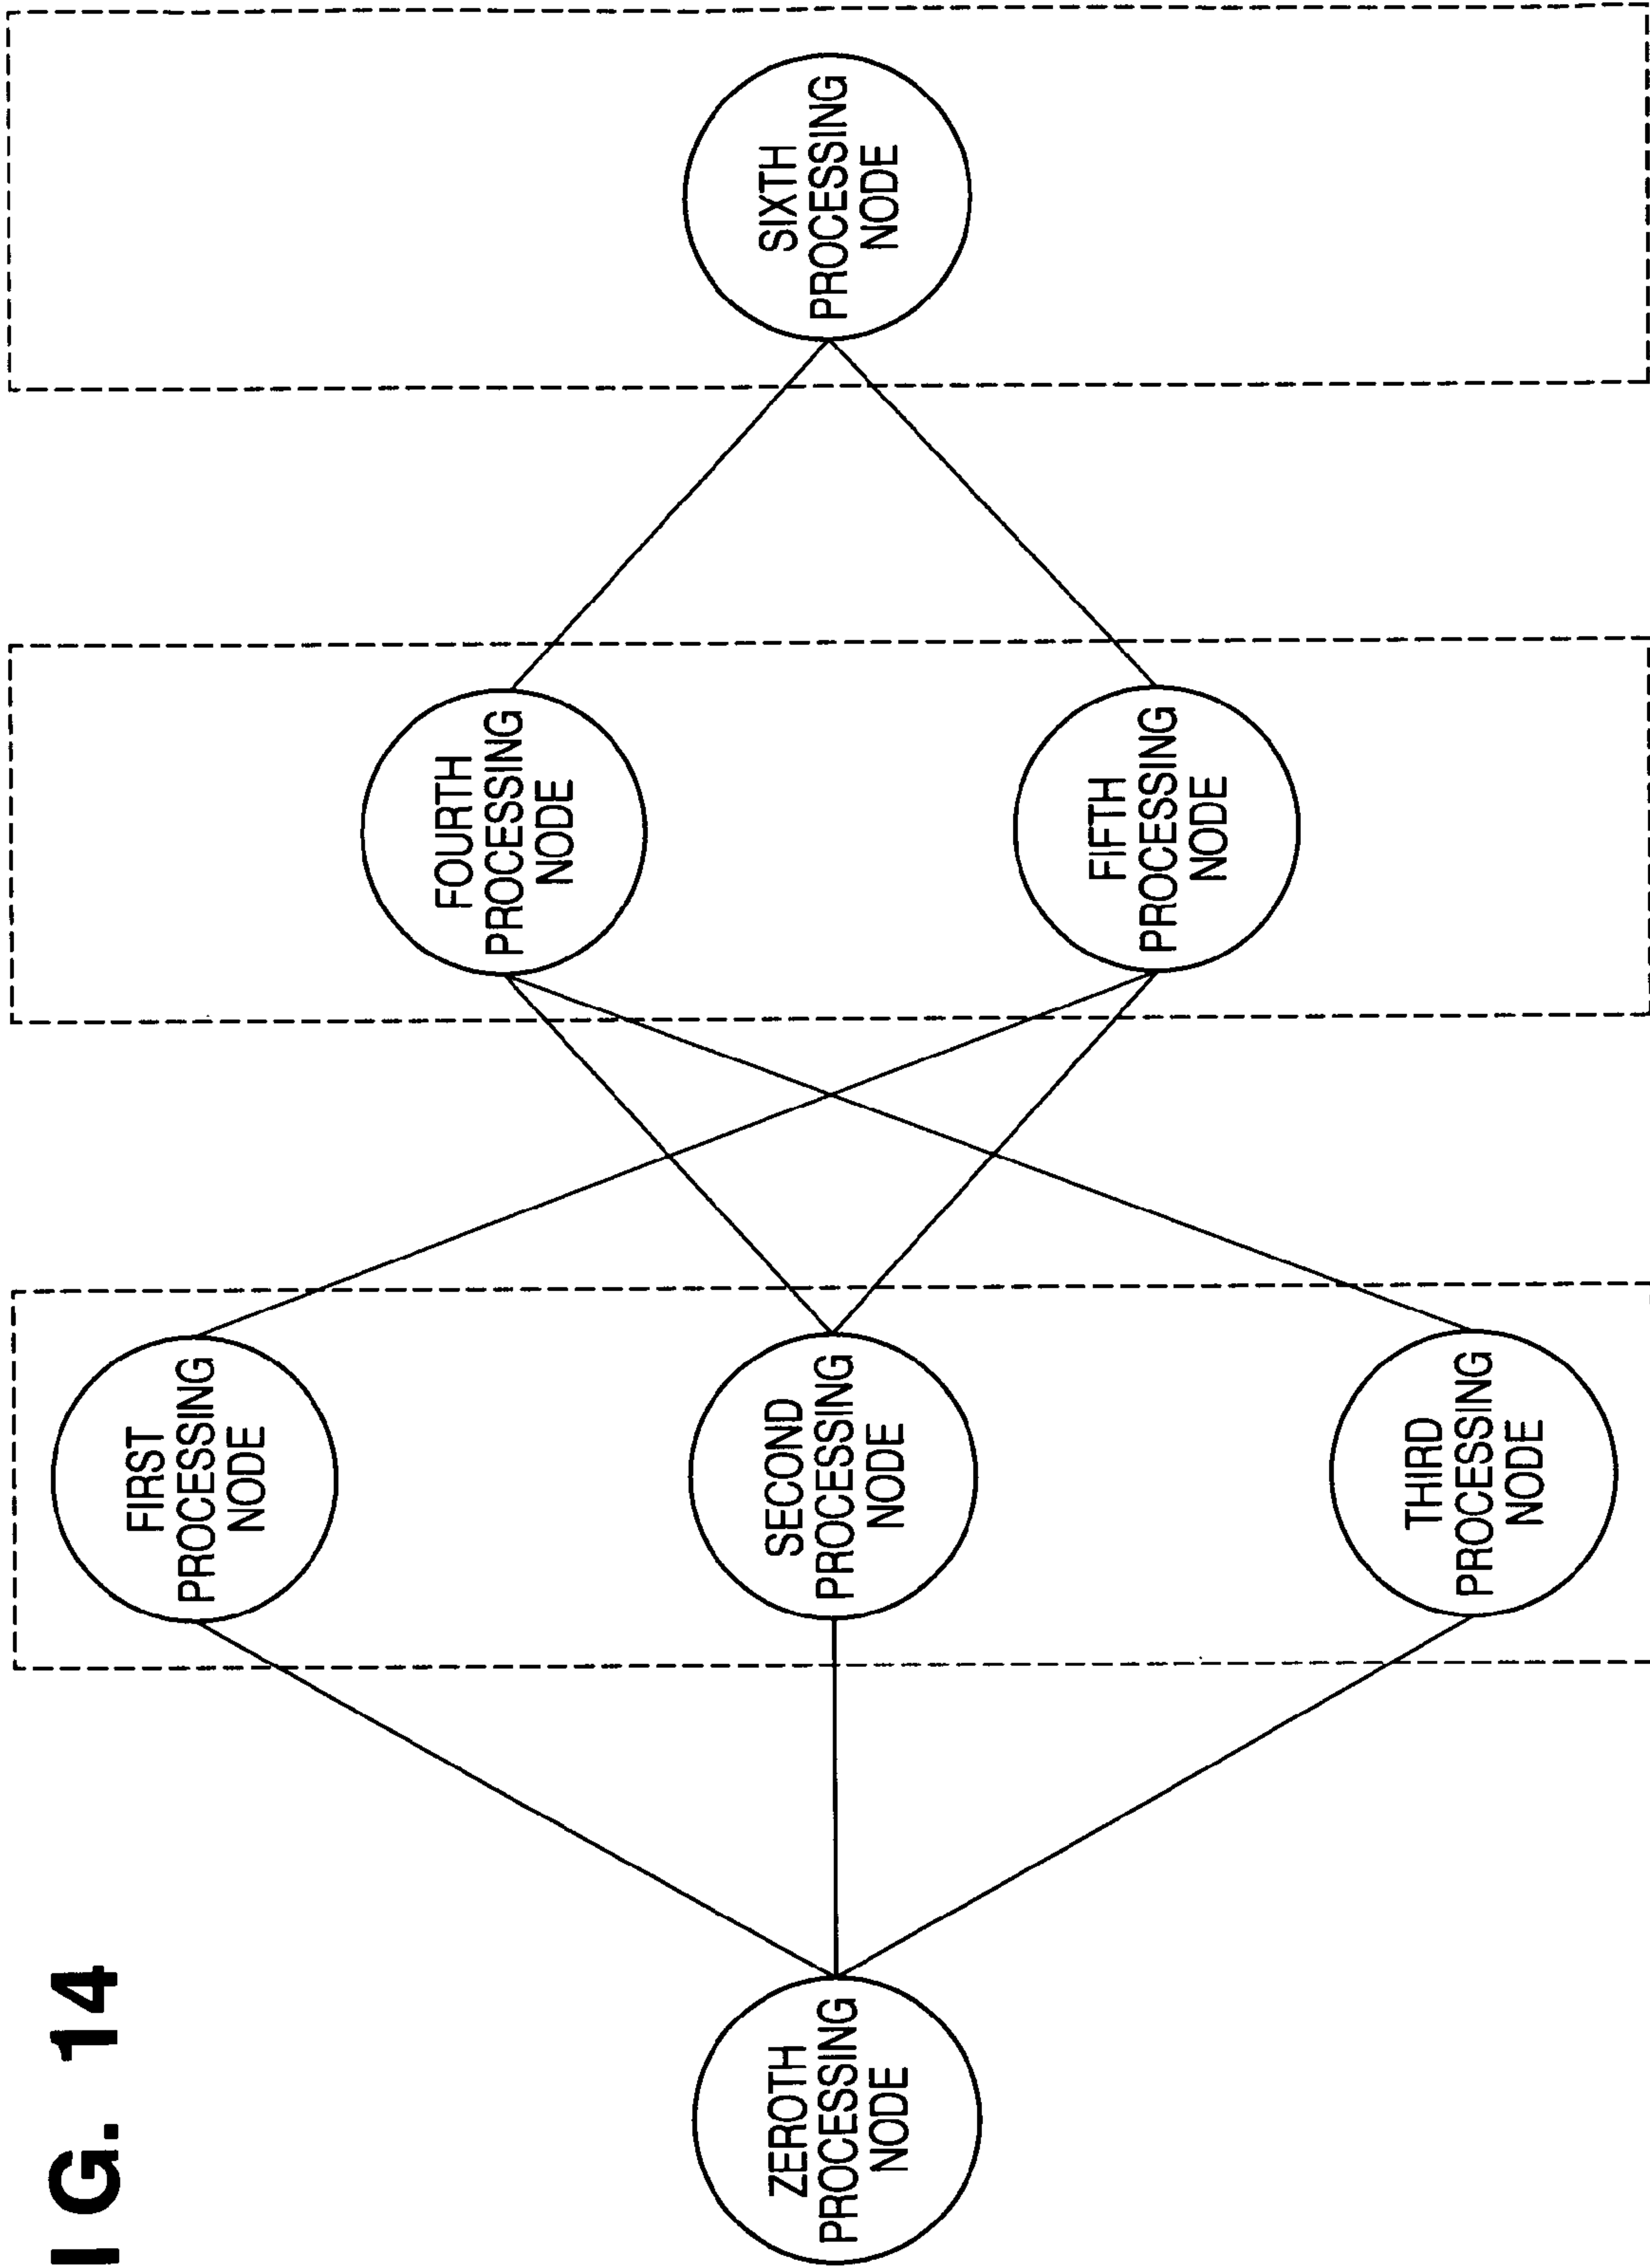 IG. 14
ZEROTH
PROCESSING
NODE
FIRST
PROCESSING
NODE
SECOND
PROCESSING
NODE
THIRD
PROCESSING
NODE
FOURTH
PROCESSING
NODE
FIFTH
PROCESSING
NODE
SIXTH
PROCESSING
NODE